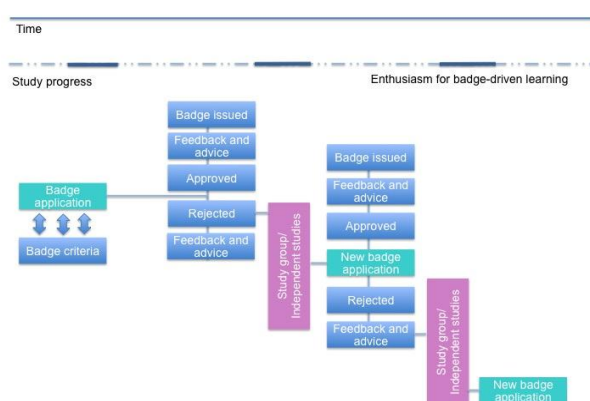 Time
Study progress
Enthusiasm for badge-driven learning
Badge issued
Feedback and
advice
Approved
Badge
application
Rejected
Badge criteria
Feedback and
advice
Study group/
Independent studies
Badge issued
Feedback and
advice
Approved
New badge
application
Rejected
Feedback and
advice
Study group/
Independent studies
New badge
application